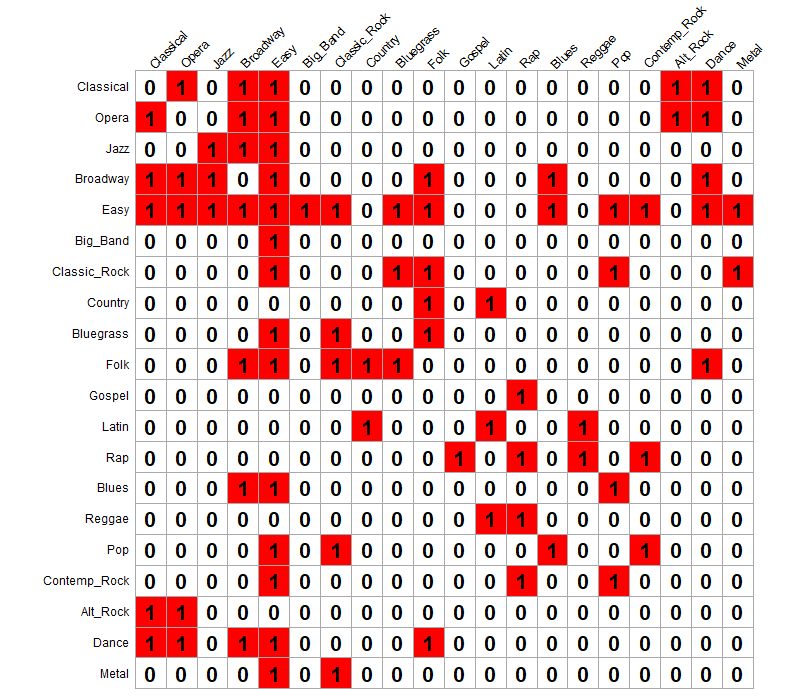 Classical Opera Jazz Broadway Easy Big_Band Classic_Rock Country Bluegrass Folk Gospel Latin Rap Blues Reggae Pop Contemp_Rock Alt_Rock Dance Metal
Classical 0 1 0 1 1 0 0 0 0 0 0 0 0 0 0 0 0 1 1 0
Opera 1 0 0 1 1 0 0 0 0 0 0 0 0 0 0 0 0 1 1 0
Jazz 0 0 1 1 1 0 0 0 0 0 0 0 0 0 0 0 0 0 0 0
Broadway 1 1 1 0 1 0 0 0 0 1 0 0 0 1 0 0 0 0 1 0
Easy 1 1 1 1 1 1 1 0 1 1 0 0 0 1 0 1 1 0 1 1
Big_Band 0 0 0 0 1 0 0 0 0 0 0 0 0 0 0 0 0 0 0 0
Classic_Rock 0 0 0 0 1 0 0 0 1 1 0 0 0 0 0 1 0 0 0 1
Country 0 0 0 0 0 0 0 0 0 1 0 1 0 0 0 0 0 0 0 0
Bluegrass 0 0 0 0 1 0 1 0 0 1 0 0 0 0 0 0 0 0 0 0
Folk 0 0 0 1 1 0 1 1 1 0 0 0 0 0 0 0 0 0 1 0
Gospel 0 0 0 0 0 0 0 0 0 0 0 0 1 0 0 0 0 0 0 0
Latin 0 0 0 0 0 0 0 1 0 0 0 1 0 0 1 0 0 0 0 0
Rap 0 0 0 0 0 0 0 0 0 0 1 0 1 0 1 0 1 0 0 0
Blues 0 0 0 1 1 0 0 0 0 0 0 0 0 0 0 1 0 0 0 0
Reggae 0 0 0 0 0 0 0 0 0 0 0 1 1 0 0 0 0 0 0 0
Pop 0 0 0 0 1 0 1 0 0 0 0 0 0 1 0 0 1 0 0 0
Contemp_Rock 0 0 0 0 1 0 0 0 0 0 0 0 1 0 0 1 0 0 0 0
Alt_Rock 1 1 0 0 0 0 0 0 0 0 0 0 0 0 0 0 0 0 0 0
Dance 1 1 0 1 1 0 0 0 0 1 0 0 0 0 0 0 0 0 0 0
Metal 0 0 0 0 1 0 1 0 0 0 0 0 0 0 0 0 0 0 0 0